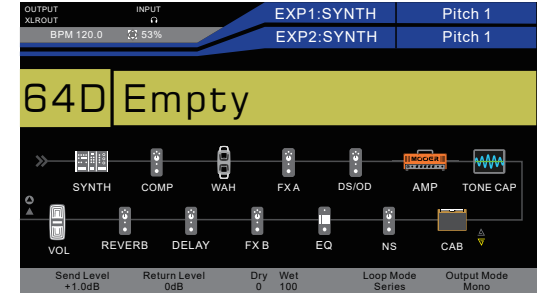 OUTPUT INPUT
XLROUT
BPM 120.0 53%
EXP1:SYNTH Pitch 1
EXP2:SYNTH Pitch 1
64D Empty
MOOER
SYNTH COMP WAH FX A DS/OD AMP TONE CAP
VOL REVERB DELAY FX B EQ NS CAB
Send Level Return Level Dry Wet Loop Mode Output Mode
+1.0dB 0dB 0 100 Series Mono